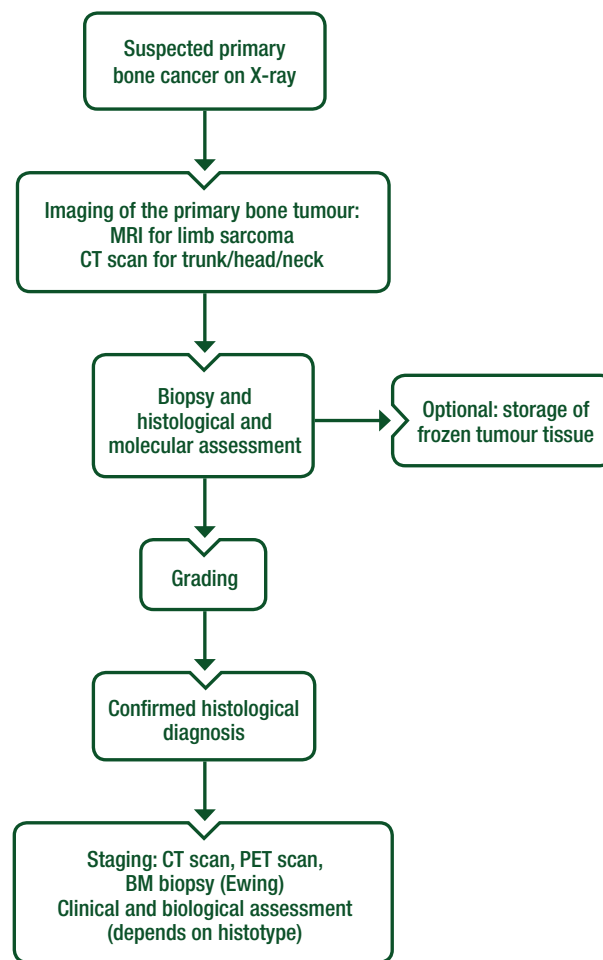 Suspected primary
bone cancer on X-ray
Imaging of the primary bone tumour:
MRI for limb sarcoma
CT scan for trunk/head/neck
Biopsy and
histological and
molecular assessment
Optional: storage of
frozen tumour tissue
Grading
Confirmed histological
diagnosis
Staging: CT scan, PET scan,
BM biopsy (Ewing)
Clinical and biological assessment
(depends on histotype)